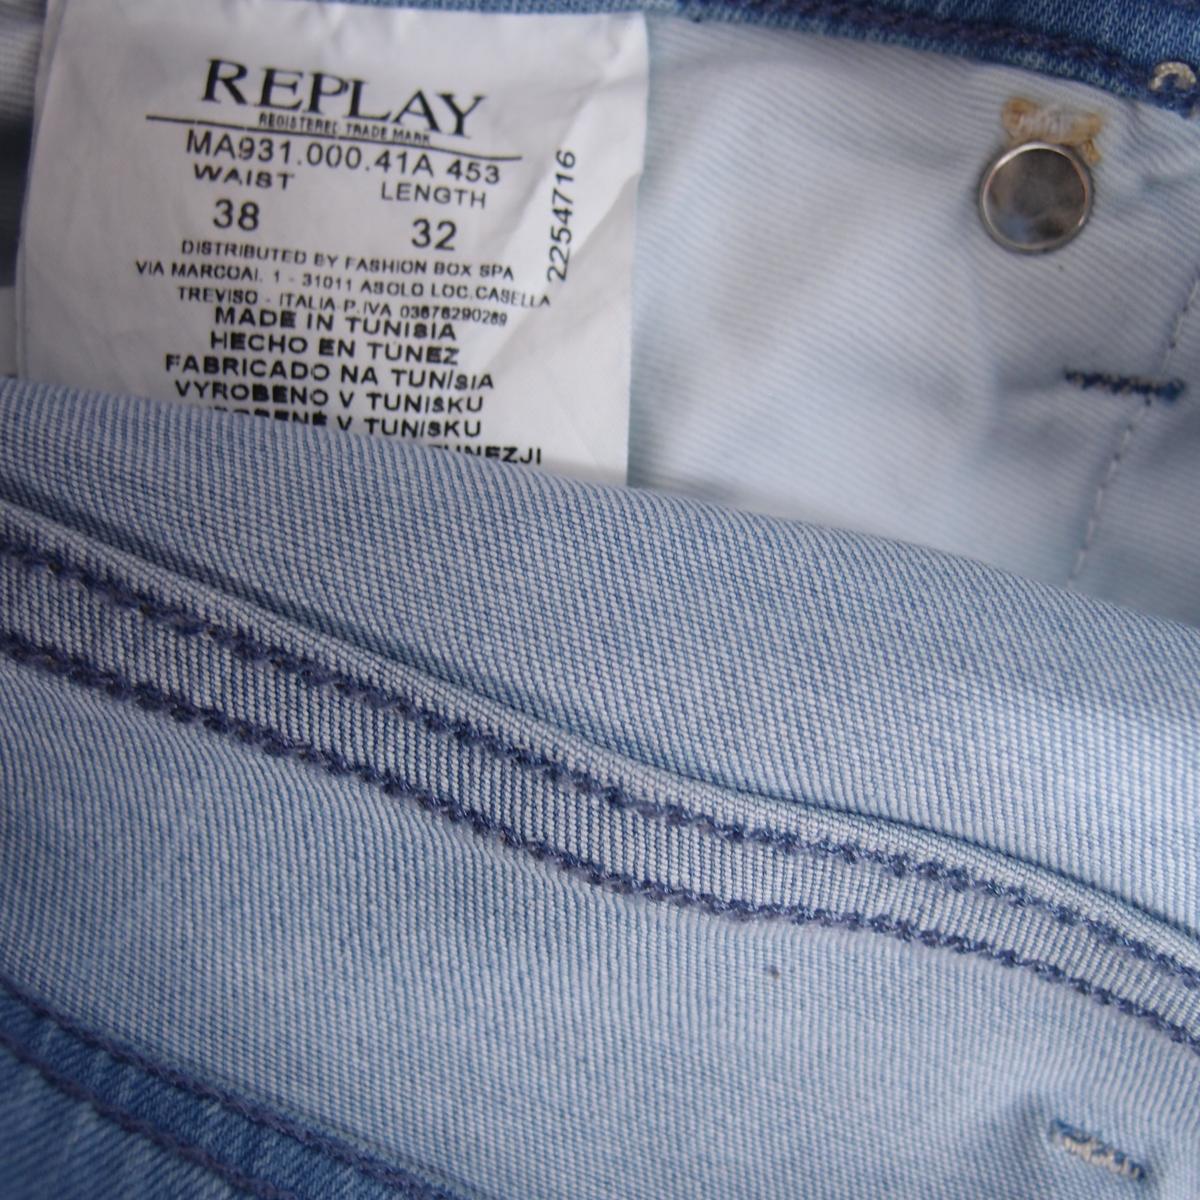 REPLAY
REGISTERED TRADE MARK
MA931.000.41A 453
WAIST LENGTH
38 32
2254716
DISTRIBUTED BY FASHION BOX SPA
VIA MARCOAI. 1 - 31011 ASOLO LOC.CASELLA
TREVISO - ITALIA-P.IVA 03678290269
MADE IN TUNISIA
HECHO EN TUNEZ
FABRICADO NA TUNISIA
VYROBENO V TUNISKU
V TUNISKU